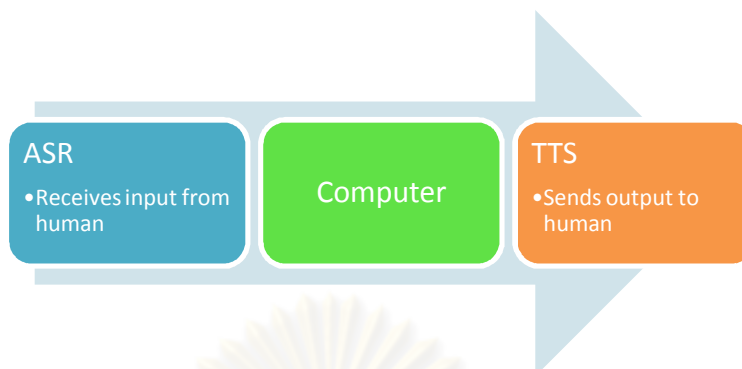 ASR
•Receives input from
human
Computer
TTS
•Sends output to
human